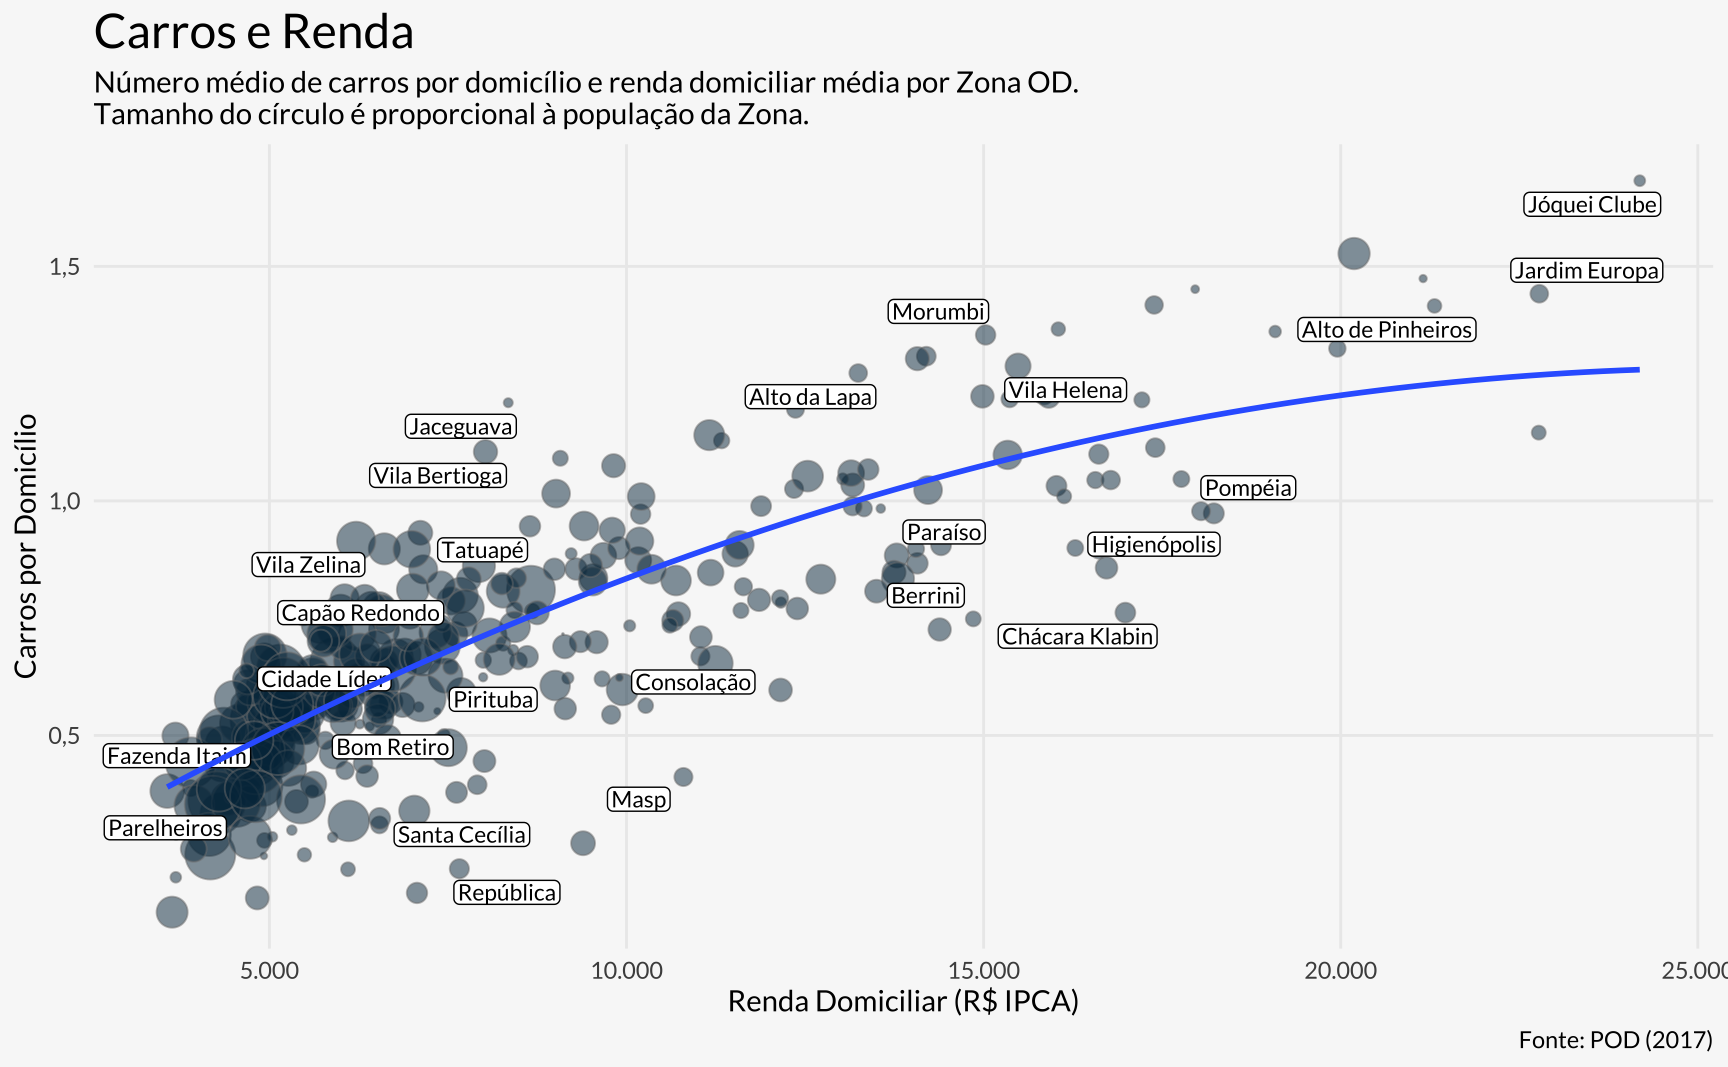 Carros e Renda
Número médio de carros por domicílio e renda domiciliar média por Zona OD.
Tamanho do círculo é proporcional à população da Zona.
Carros por Domicílio
1,5
1,0
0,5
Jóquei Clube
Jardim Europa
Morumbi
Alto de Pinheiros
Vila Helena
Alto da Lapa
Jaceguava
Vila Bertioga
Pompéia
Paraíso
Higienópolis
Tatuapé
Vila Zelina
Berrini
Capão Redondo
Chácara Klabin
Cidade Líder
Consolação
Pirituba
Bom Retiro
Fazenda Itaim
Masp
Parelheiros
Santa Cecília
República
5.000
10.000
15.000
20.000
25.000
Renda Domiciliar (R$ IPCA)
Fonte: POD (2017)